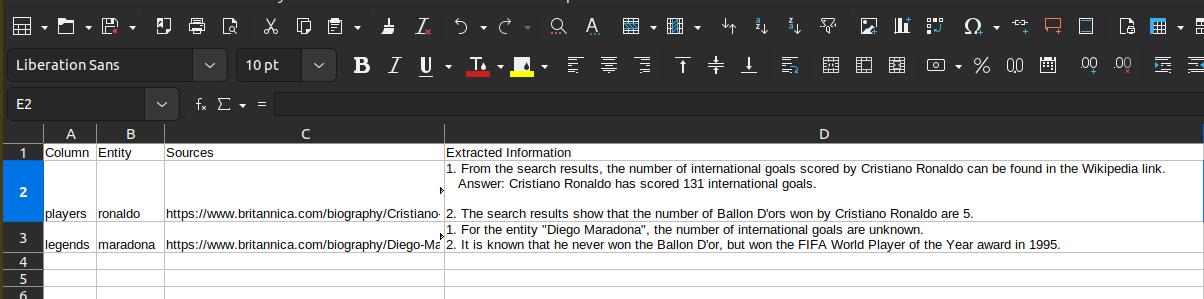 Liberation Sans 10 pt B I U T
E2 fx Σ =
A B C D
1 Column Entity Sources Extracted Information
2 players ronaldo https://www.britannica.com/biography/Cristiano- 1. From the search results, the number of international goals scored by Cristiano Ronaldo can be found in the Wikipedia link.
Answer: Cristiano Ronaldo has scored 131 international goals.
2. The search results show that the number of Ballon D'ors won by Cristiano Ronaldo are 5.
3 legends maradona https://www.britannica.com/biography/Diego-Ma 1. For the entity "Diego Maradona", the number of international goals are unknown.
2. It is known that he never won the Ballon D'or, but won the FIFA World Player of the Year award in 1995.
4
5
6